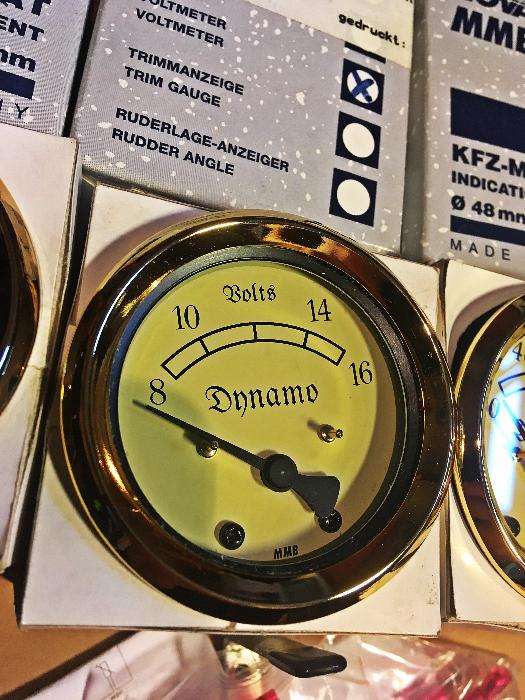 VOLTMETER
VOLTMETER
gedruckt:
TRIMMANZEIGE
TRIM GAUGE
RUDERLAGE-ANZEIGER
RUDDER ANGLE
MMB
KFZ-M
INDICATI
Ø 48 mm
MADE
mm
Y
Volts
10
14
8
16
Dynamo
MMB